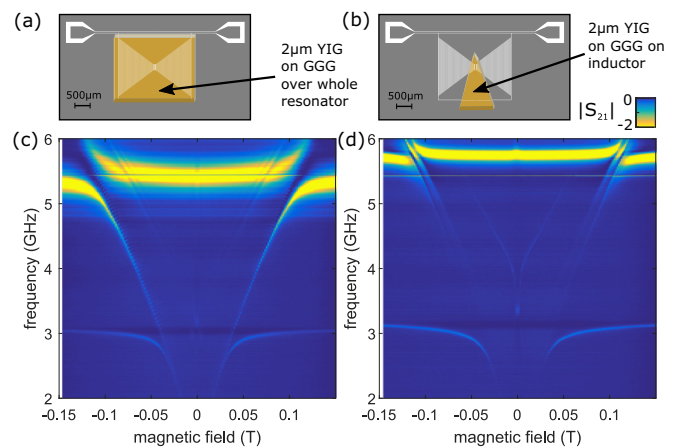 (a)
2μm YIG
on GGG
over whole
resonator
500μm
(b)
2μm YIG
on GGG on
inductor
500μm
|S21|
0
-2
(c)
6
5
4
3
2
frequency (GHz)
-0.15 -0.1 -0.05 0 0.05 0.1
magnetic field (T)
(d)
6
5
4
3
2
frequency (GHz)
-0.15 -0.1 -0.05 0 0.05 0.1
magnetic field (T)